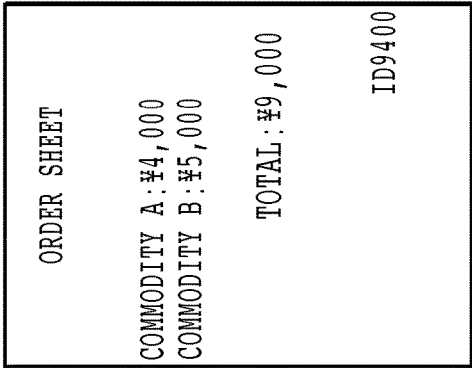 ORDER SHEET
COMMODITY A:¥4,000
COMMODITY B:¥5,000
TOTAL:¥9,000
ID9400